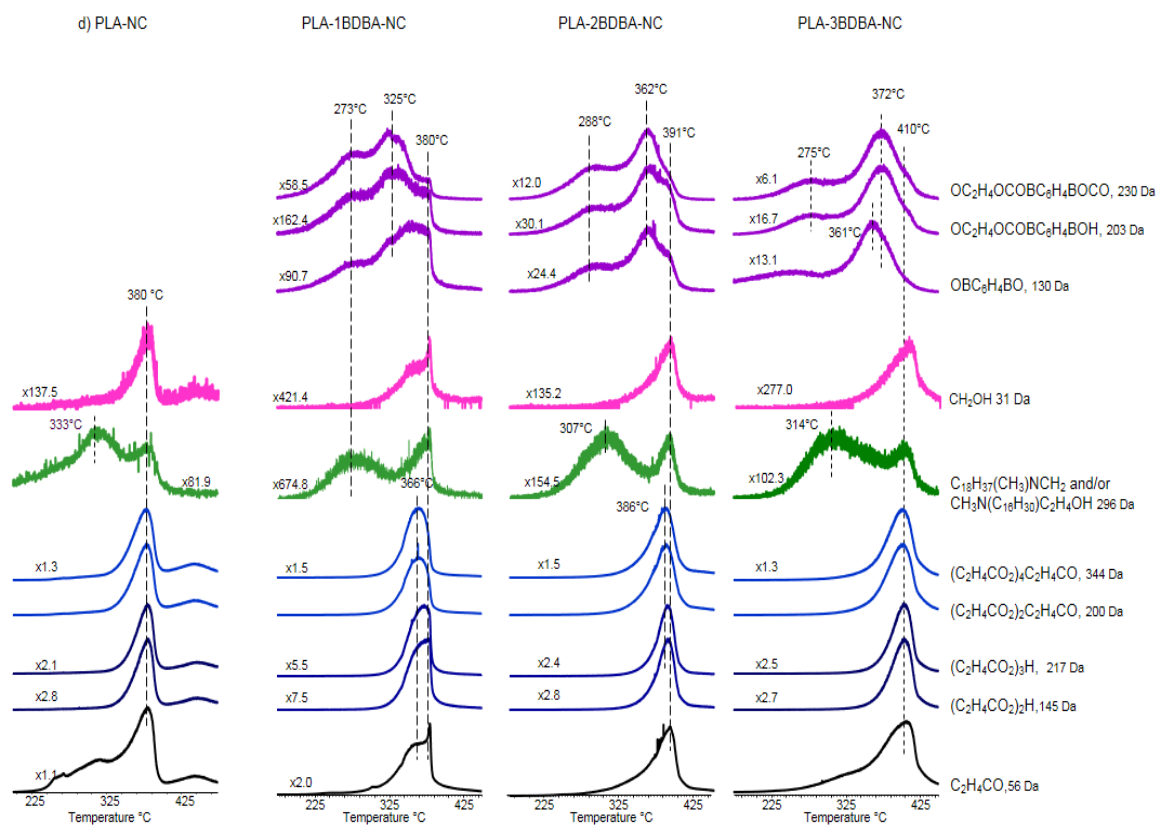 d) PLA-NC PLA-1BDBA-NC PLA-2BDBA-NC PLA-3BDBA-NC
273°C 325°C 380°C 288°C 362°C 391°C 275°C 372°C 410°C
x58.5 x12.0 x6.1 OC₂H₄OCOBC₆H₄BOCO, 230 Da
x162.4 x30.1 x16.7 OC₂H₄OCOBC₆H₄BOH, 203 Da
361°C
x90.7 x24.4 x13.1 OBC₆H₄BO, 130 Da
380 °C
x137.5 x421.4 x135.2 x277.0 CH₂OH 31 Da
333°C 307°C 314°C
x81.9 x674.8 x154.5 x102.3 C₁₈H₃₇(CH₃)NCH₂ and/or
CH₃N(C₁₆H₃₀)C₂H₄OH 296 Da
366°C 386°C
x1.3 x1.5 x1.5 x1.3 (C₂H₄CO₂)₄C₂H₄CO, 344 Da
(C₂H₄CO₂)₂C₂H₄CO, 200 Da
x2.1 x5.5 x2.4 x2.5 (C₂H₄CO₂)₃H, 217 Da
x2.8 x7.5 x2.8 x2.7 (C₂H₄CO₂)₂H,145 Da
x1.1 x2.0 C₂H₄CO,56 Da
225 325 425 225 325 425 225 325 425 225 325 425
Temperature °C Temperature °C Temperature °C Temperature °C